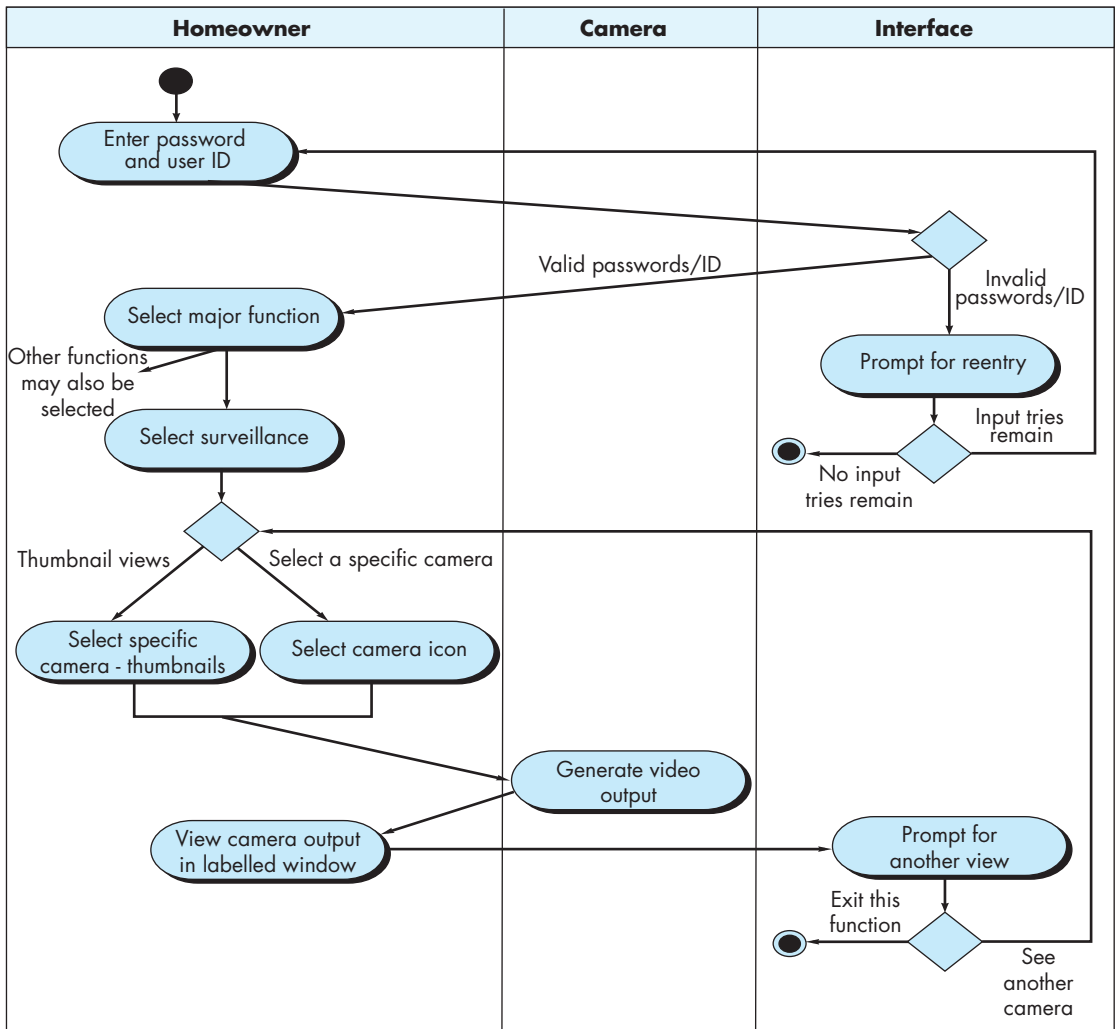 Homeowner
Camera
Interface
Enter password
and user ID
Valid passwords/ID
Invalid
passwords/ID
Select major function
Prompt for reentry
Other functions
may also be
selected
Select surveillance
Input tries
remain
No input
tries remain
Thumbnail views
Select a specific camera
Select specific
camera - thumbnails
Select camera icon
Generate video
output
View camera output
in labelled window
Prompt for
another view
Exit this
function
See
another
camera